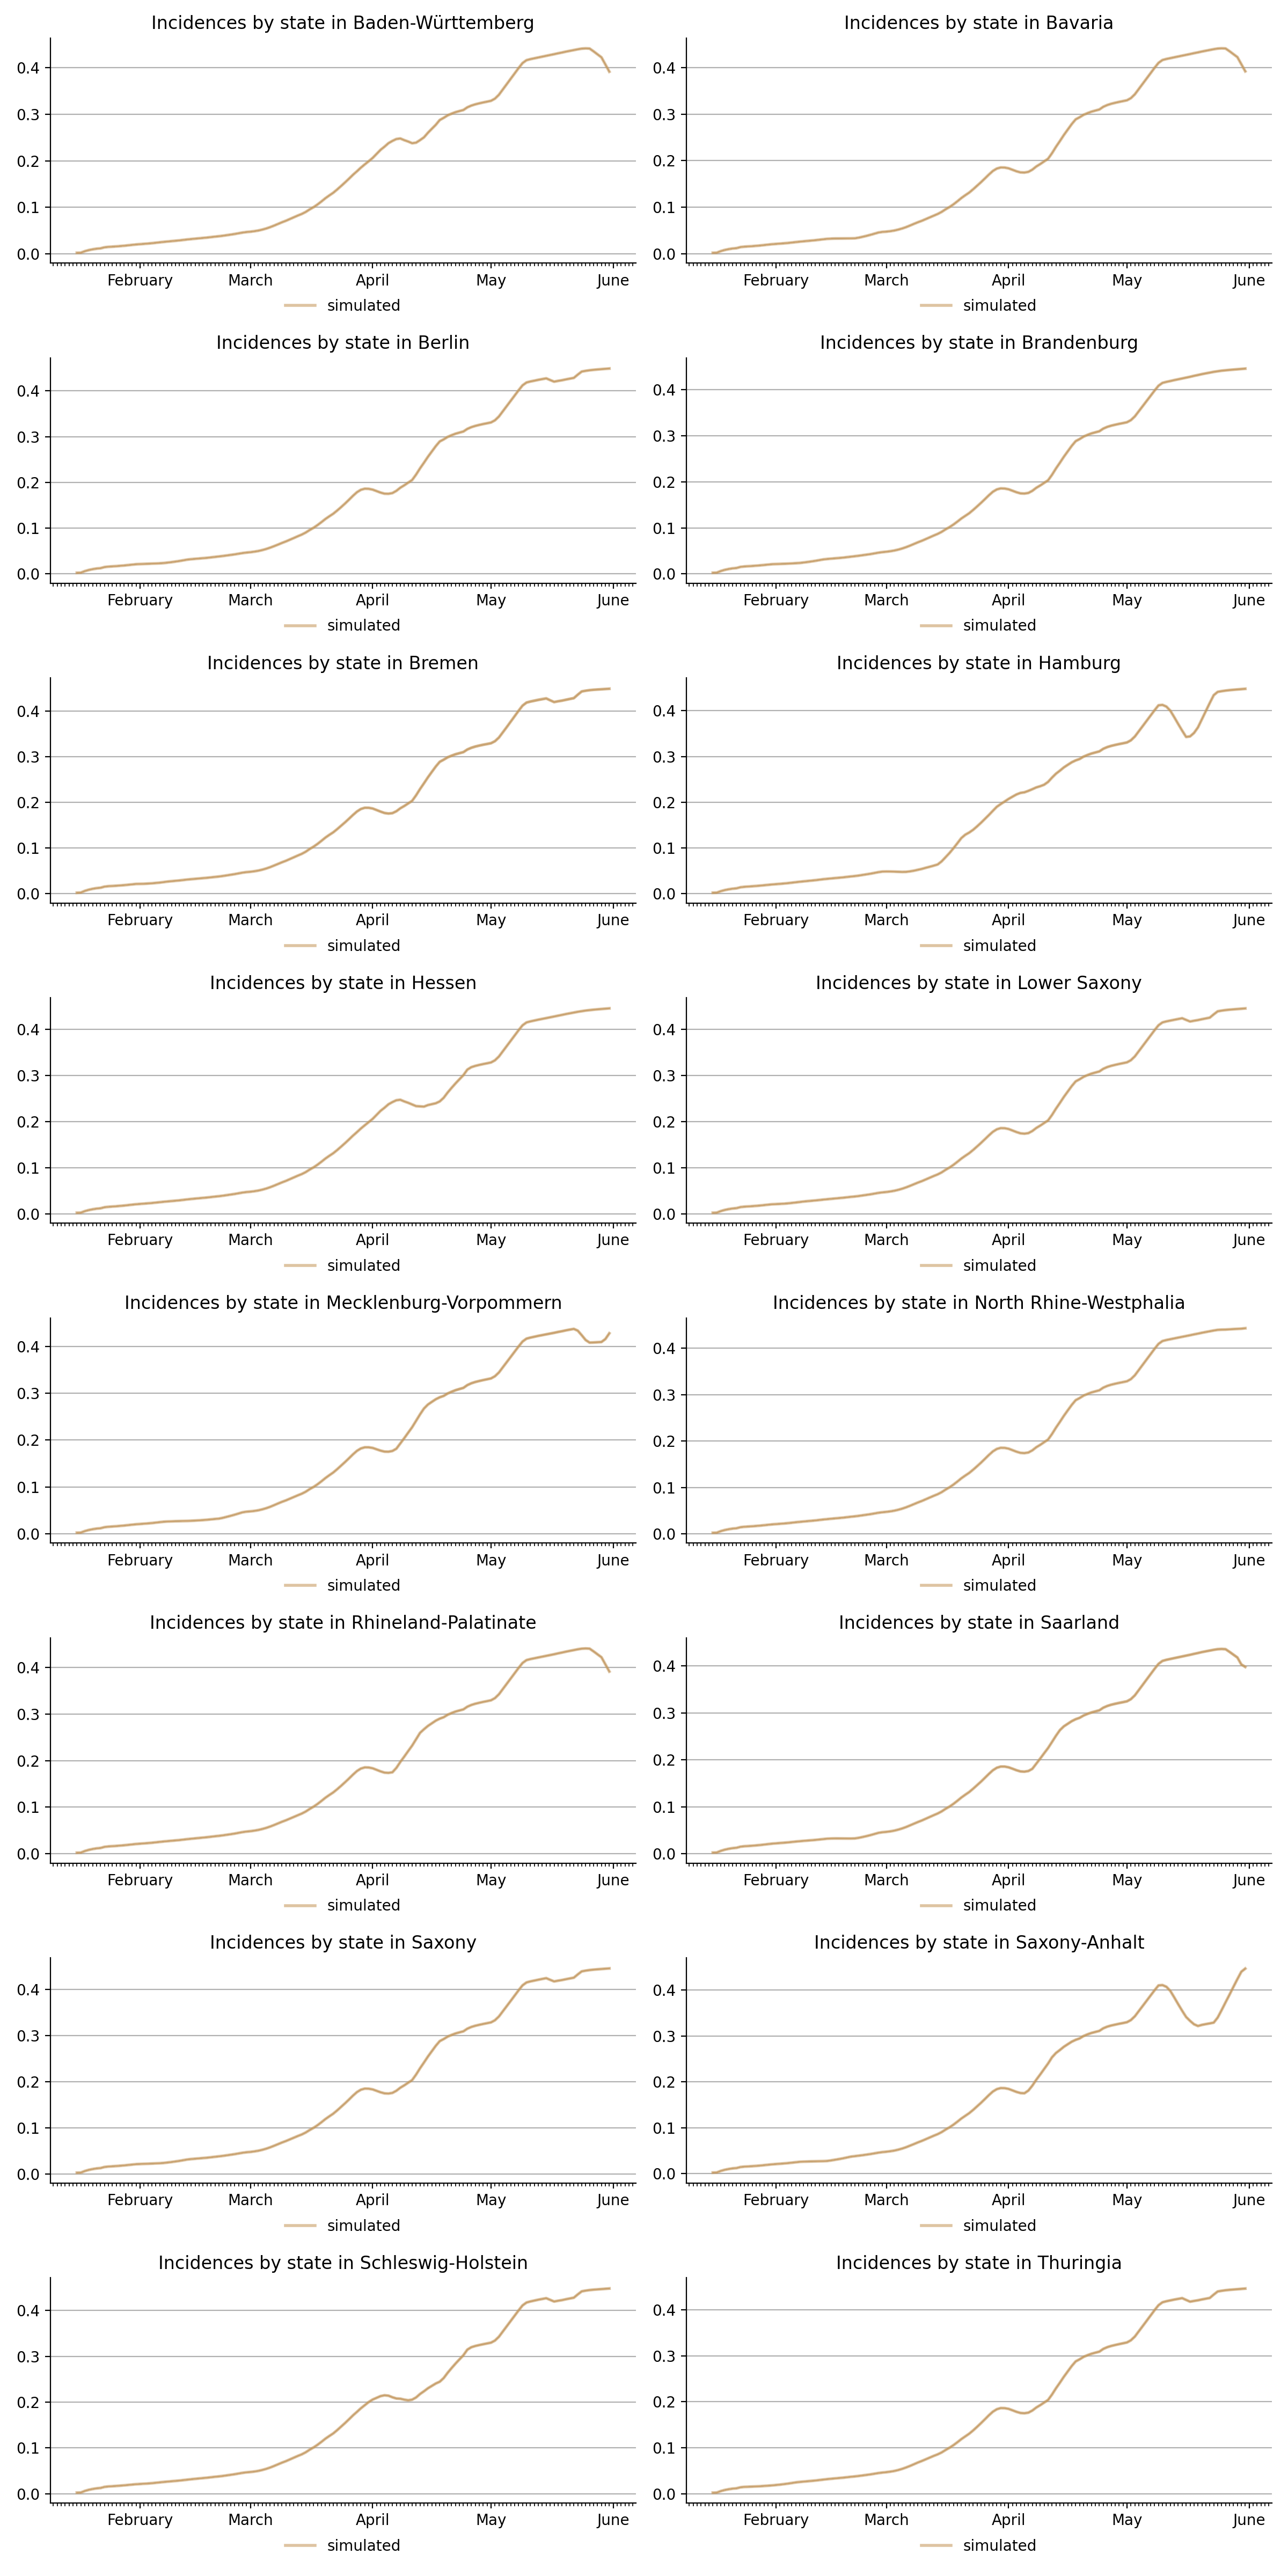 Incidences by state in Baden-Württemberg
0.4
0.3
0.2
0.1
0.0
February March April May June
simulated
Incidences by state in Bavaria
0.4
0.3
0.2
0.1
0.0
February March April May June
simulated
Incidences by state in Berlin
0.4
0.3
0.2
0.1
0.0
February March April May June
simulated
Incidences by state in Brandenburg
0.4
0.3
0.2
0.1
0.0
February March April May June
simulated
Incidences by state in Bremen
0.4
0.3
0.2
0.1
0.0
February March April May June
simulated
Incidences by state in Hamburg
0.4
0.3
0.2
0.1
0.0
February March April May June
simulated
Incidences by state in Hessen
0.4
0.3
0.2
0.1
0.0
February March April May June
simulated
Incidences by state in Lower Saxony
0.4
0.3
0.2
0.1
0.0
February March April May June
simulated
Incidences by state in Mecklenburg-Vorpommern
0.4
0.3
0.2
0.1
0.0
February March April May June
simulated
Incidences by state in North Rhine-Westphalia
0.4
0.3
0.2
0.1
0.0
February March April May June
simulated
Incidences by state in Rhineland-Palatinate
0.4
0.3
0.2
0.1
0.0
February March April May June
simulated
Incidences by state in Saarland
0.4
0.3
0.2
0.1
0.0
February March April May June
simulated
Incidences by state in Saxony
0.4
0.3
0.2
0.1
0.0
February March April May June
simulated
Incidences by state in Saxony-Anhalt
0.4
0.3
0.2
0.1
0.0
February March April May June
simulated
Incidences by state in Schleswig-Holstein
0.4
0.3
0.2
0.1
0.0
February March April May June
simulated
Incidences by state in Thuringia
0.4
0.3
0.2
0.1
0.0
February March April May June
simulated